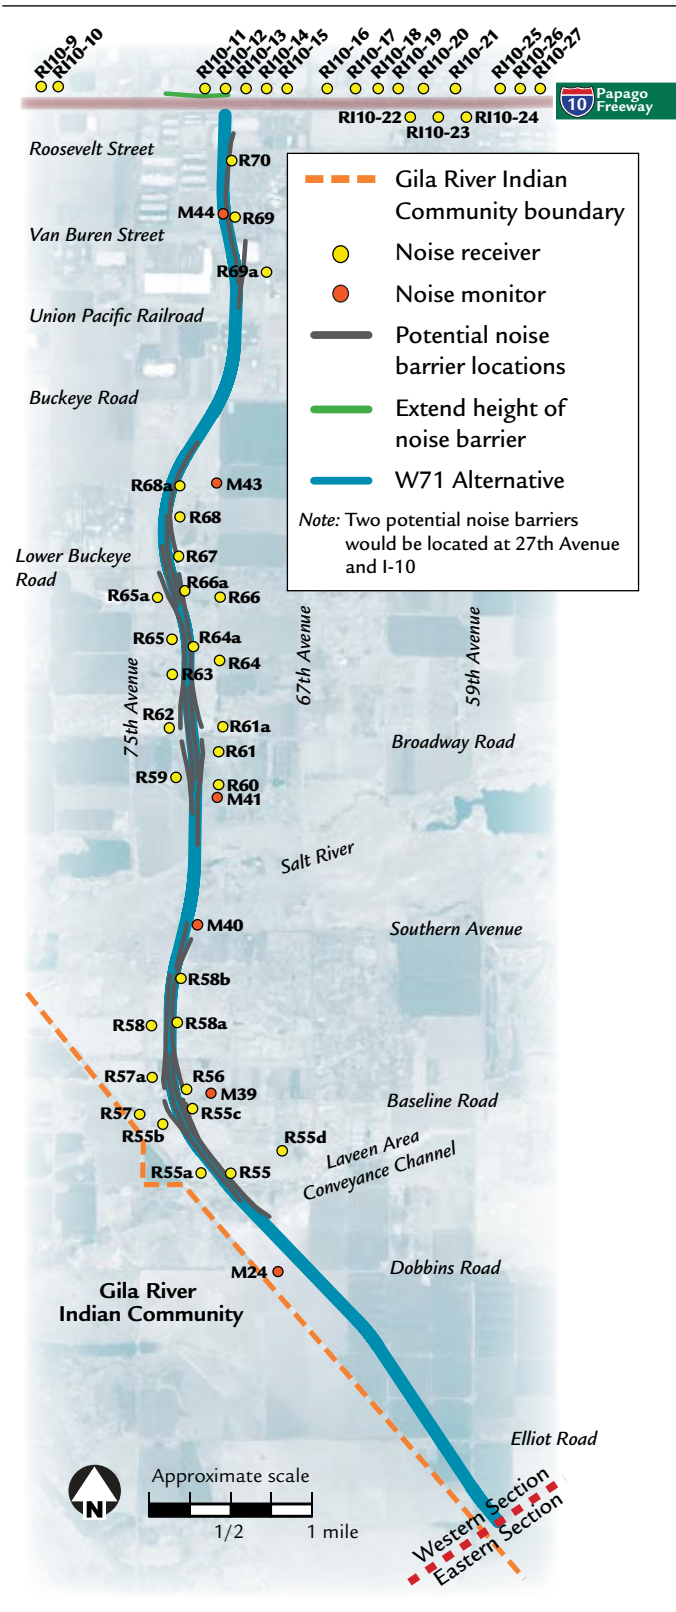 RI10-9
RI10-10
RI10-11
RI10-12
RI10-13
RI10-14
RI10-15
RI10-16
RI10-17
RI10-18
RI10-19
RI10-20
RI10-21
RI10-25
RI10-26
RI10-27
10
Papago
Freeway
RI10-22
RI10-23
RI10-24
Roosevelt Street
R70
M44
R69
Van Buren Street
R69a
Union Pacific Railroad
Buckeye Road
Gila River Indian
Community boundary
Noise receiver
Noise monitor
Potential noise
barrier locations
Extend height of
noise barrier
W71 Alternative
Note: Two potential noise barriers
would be located at 27th Avenue
and I-10
R68a
M43
R68
Lower Buckeye
Road
R67
R66a
R65a
R66
R65
R64a
R64
R63
75th Avenue
67th Avenue
59th Avenue
R62
R61a
Broadway Road
R61
R59
R60
M41
Salt River
M40
Southern Avenue
R58b
R58
R58a
R57a
R56
M39
Baseline Road
R57
R55c
R55b
R55d
Laveen Area
Conveyance Channel
R55a
R55
M24
Dobbins Road
Gila River
Indian Community
Elliot Road
Western Section
Eastern Section
N
Approximate scale
1/2
1 mile